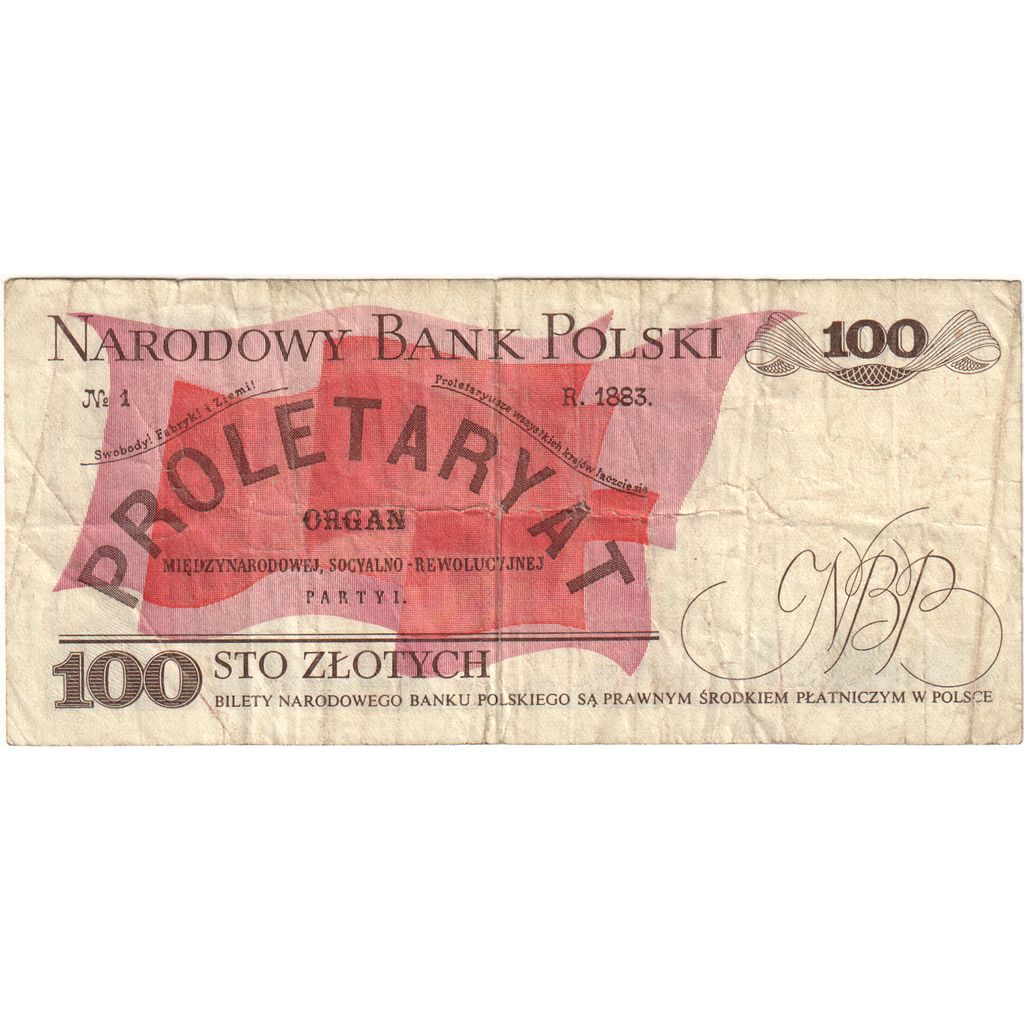 NARODOWY BANK POLSKI
100
№ 1
R. 1883.
Swobody! Fabryk! i Ziemi!
Proletaryusze wszystkich krajów łączcie się
PROLETARYAT
ORGAN
MIĘDZYNARODOWEJ, SOCYALNO-REWOLUCYJNEJ
PARTYI.
NBP
100
STO ZŁOTYCH
BILETY NARODOWEGO BANKU POLSKIEGO SĄ PRAWNYM ŚRODKIEM PŁATNICZYM W POLSCE